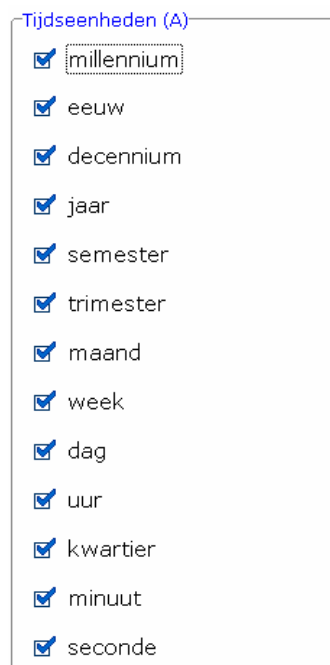 Tijdseenheden (A)
millennium
eeuw
decennium
jaar
semester
trimester
maand
week
dag
uur
kwartier
minuut
seconde